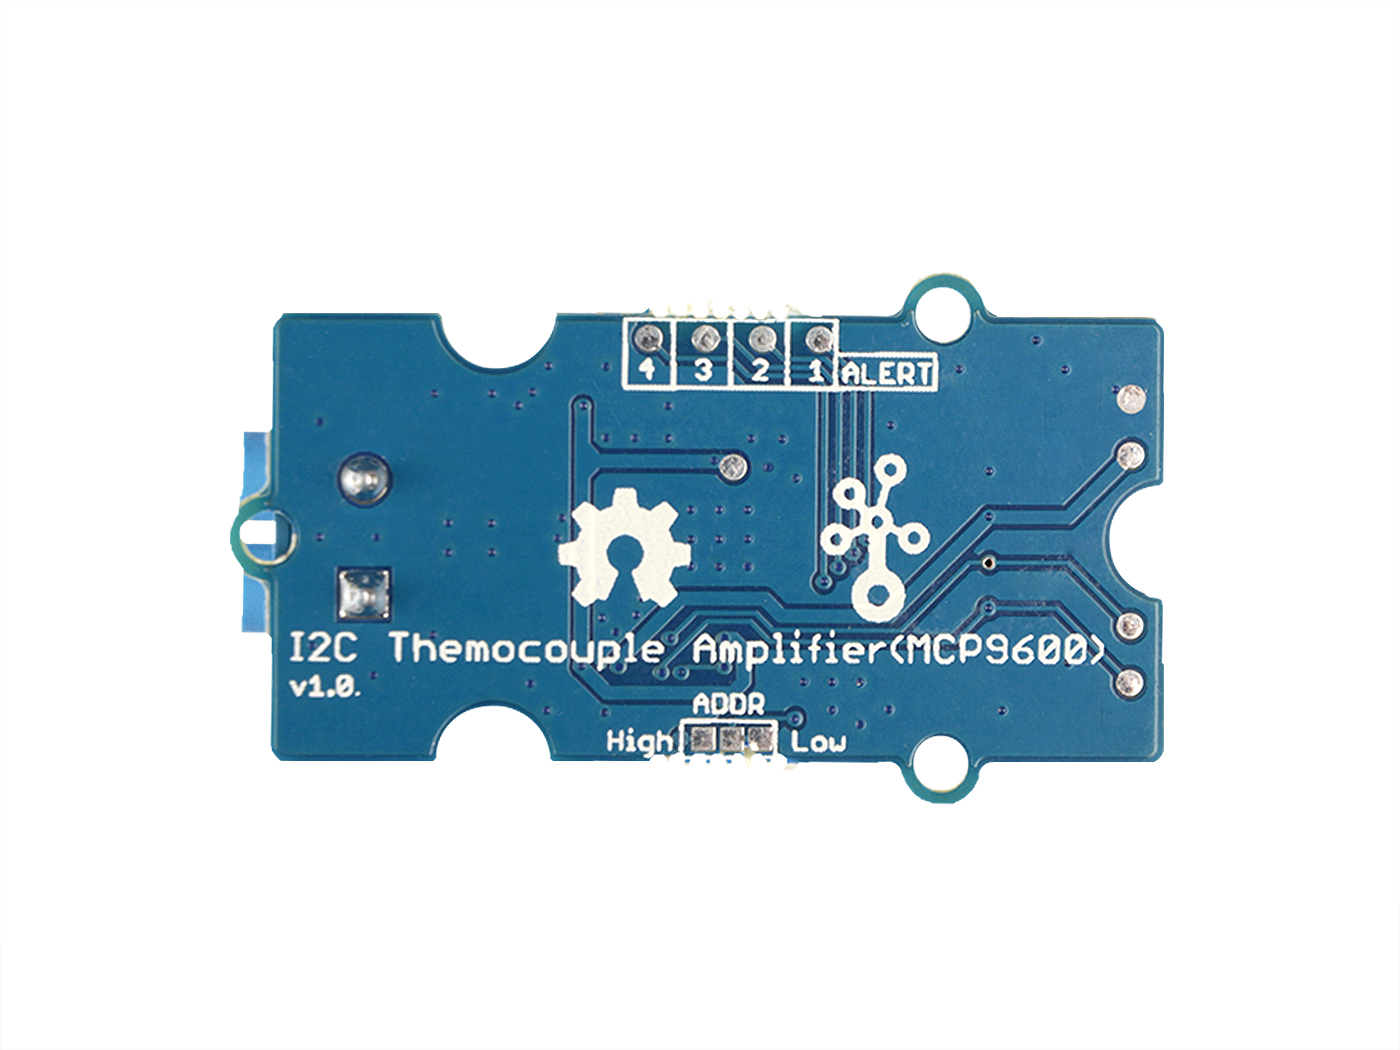 4 3 2 1 ALERT
I2C Themocouple Amplifier(MCP9600)
v1.0.
ADDR
High Low